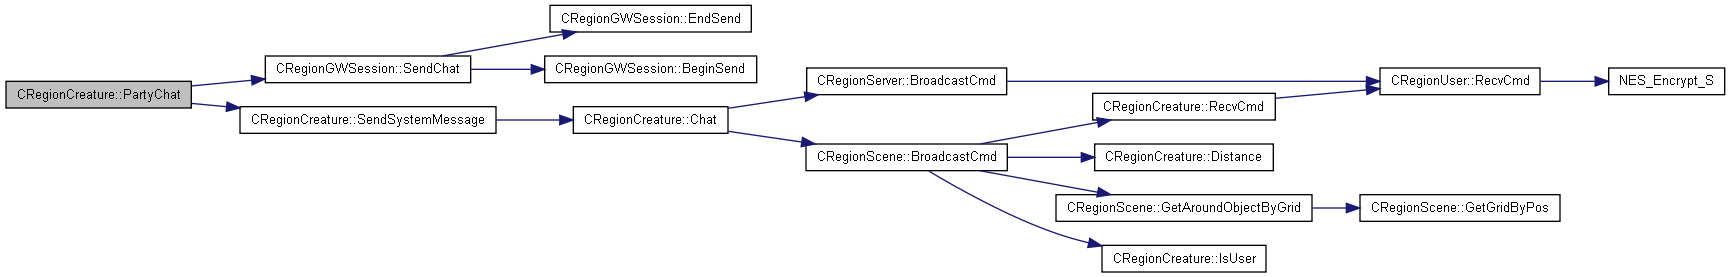 CRegionCreature::PartyChat
CRegionGWSession::SendChat
CRegionCreature::SendSystemMessage
CRegionGWSession::EndSend
CRegionGWSession::BeginSend
CRegionCreature::Chat
CRegionServer::BroadcastCmd
CRegionScene::BroadcastCmd
CRegionCreature::RecvCmd
CRegionCreature::Distance
CRegionScene::GetAroundObjectByGrid
CRegionCreature::IsUser
CRegionUser::RecvCmd
CRegionScene::GetGridByPos
NES_Encrypt_S